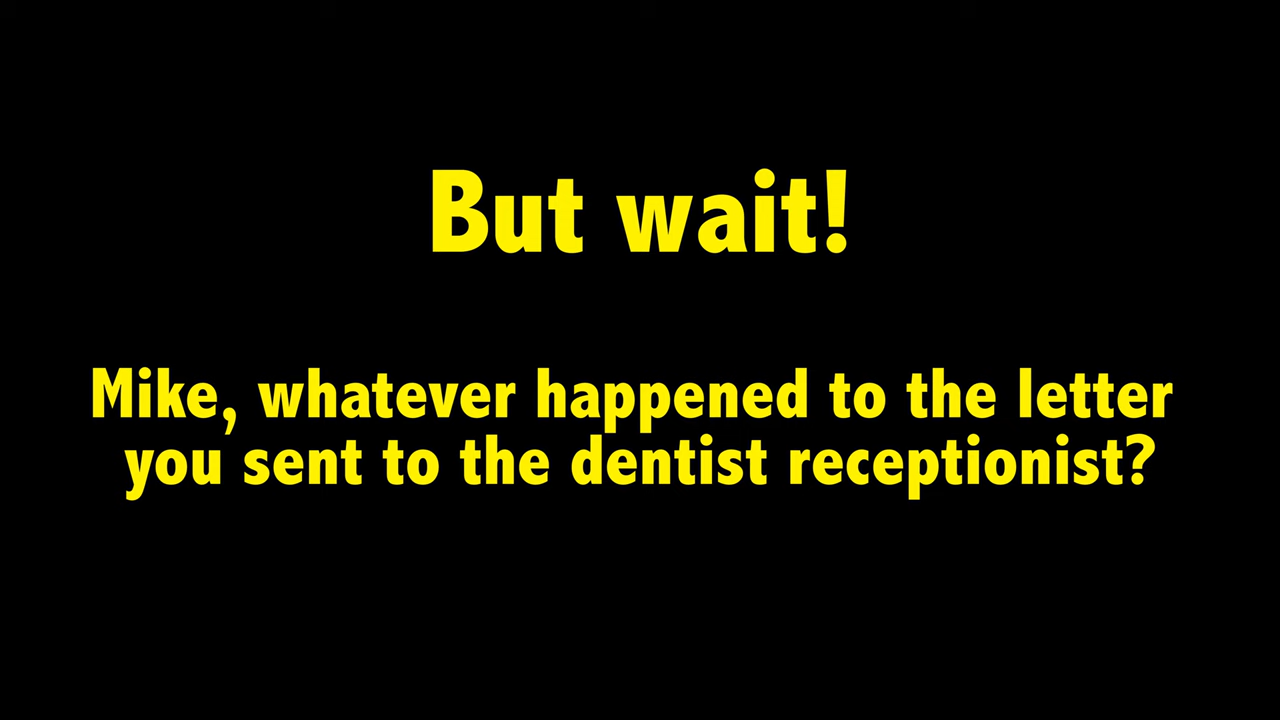 But wait!
Mike, whatever happened to the letter
you sent to the dentist receptionist?